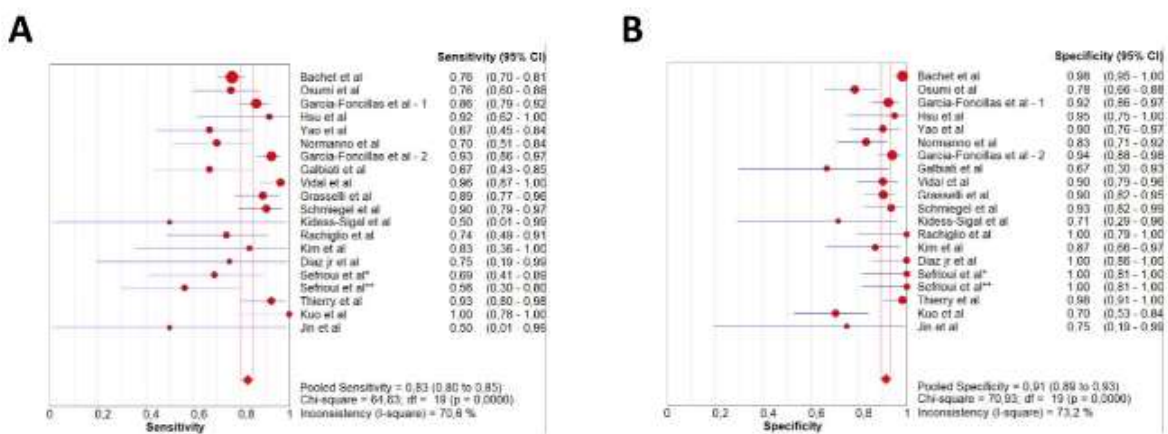 A
Sensitivity (95% CI)
Bachet et al 0,76 (0,70 - 0,81
Osumi et al 0,76 (0,60 - 0,88
Garcia-Foncillas et al - 1 0,86 (0,79 - 0,92
Hsu et al 0,92 (0,62 - 1,00
Yao et al 0,67 (0,45 - 0,84
Normanno et al 0,70 (0,51 - 0,84
Garcia-Foncillas et al - 2 0,93 (0,86 - 0,97
Galbiati et al 0,67 (0,43 - 0,85
Vidal et al 0,96 (0,87 - 1,00
Grasselli et al 0,89 (0,77 - 0,96
Schmiegel et al 0,90 (0,79 - 0,97
Kidess-Sigal et al 0,50 (0,01 - 0,99
Rachiglio et al 0,74 (0,49 - 0,91
Kim et al 0,83 (0,36 - 1,00
Diaz jr et al 0,75 (0,19 - 0,99
Sefrioui et al* 0,69 (0,41 - 0,89
Sefrioui et al** 0,56 (0,30 - 0,80
Thierry et al 0,93 (0,80 - 0,98
Kuo et al 1,00 (0,78 - 1,00
Jin et al 0,50 (0,01 - 0,99
Pooled Sensitivity = 0,83 (0,80 to 0,85)
Chi-square = 64,63; df = 19 (p = 0,0000)
Inconsistency (I-square) = 70,6 %
0 0,2 0,4 0,6 0,8 1
Sensitivity
B
Specificity (95% CI)
Bachet et al 0,98 (0,95 - 1,00
Osumi et al 0,78 (0,66 - 0,88
Garcia-Foncillas et al - 1 0,92 (0,86 - 0,97
Hsu et al 0,95 (0,75 - 1,00
Yao et al 0,90 (0,76 - 0,97
Normanno et al 0,83 (0,71 - 0,92
Garcia-Foncillas et al - 2 0,94 (0,88 - 0,98
Galbiati et al 0,67 (0,30 - 0,93
Vidal et al 0,90 (0,79 - 0,96
Grasselli et al 0,90 (0,82 - 0,95
Schmiegel et al 0,93 (0,82 - 0,99
Kidess-Sigal et al 0,71 (0,29 - 0,96
Rachiglio et al 1,00 (0,79 - 1,00
Kim et al 0,87 (0,66 - 0,97
Diaz jr et al 1,00 (0,86 - 1,00
Sefrioui et al* 1,00 (0,81 - 1,00
Sefrioui et al** 1,00 (0,81 - 1,00
Thierry et al 0,98 (0,91 - 1,00
Kuo et al 0,70 (0,53 - 0,84
Jin et al 0,75 (0,19 - 0,99
Pooled Specificity = 0,91 (0,89 to 0,93)
Chi-square = 70,93; df = 19 (p = 0,0000)
Inconsistency (I-square) = 73,2 %
0 0,2 0,4 0,6 0,8 1
Specificity